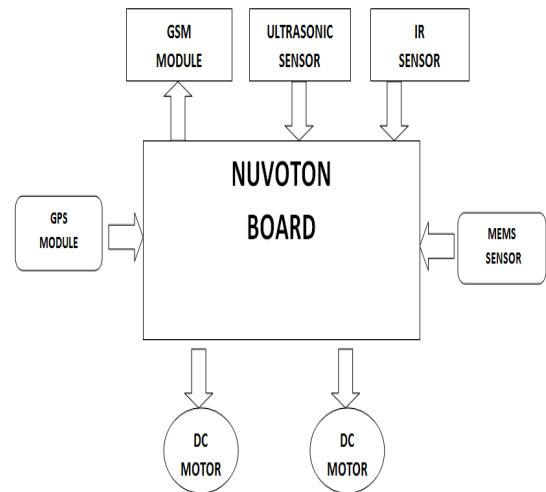 GSM
MODULE
ULTRASONIC
SENSOR
IR
SENSOR
NUVOTON
BOARD
GPS
MODULE
MEMS
SENSOR
DC
MOTOR
DC
MOTOR